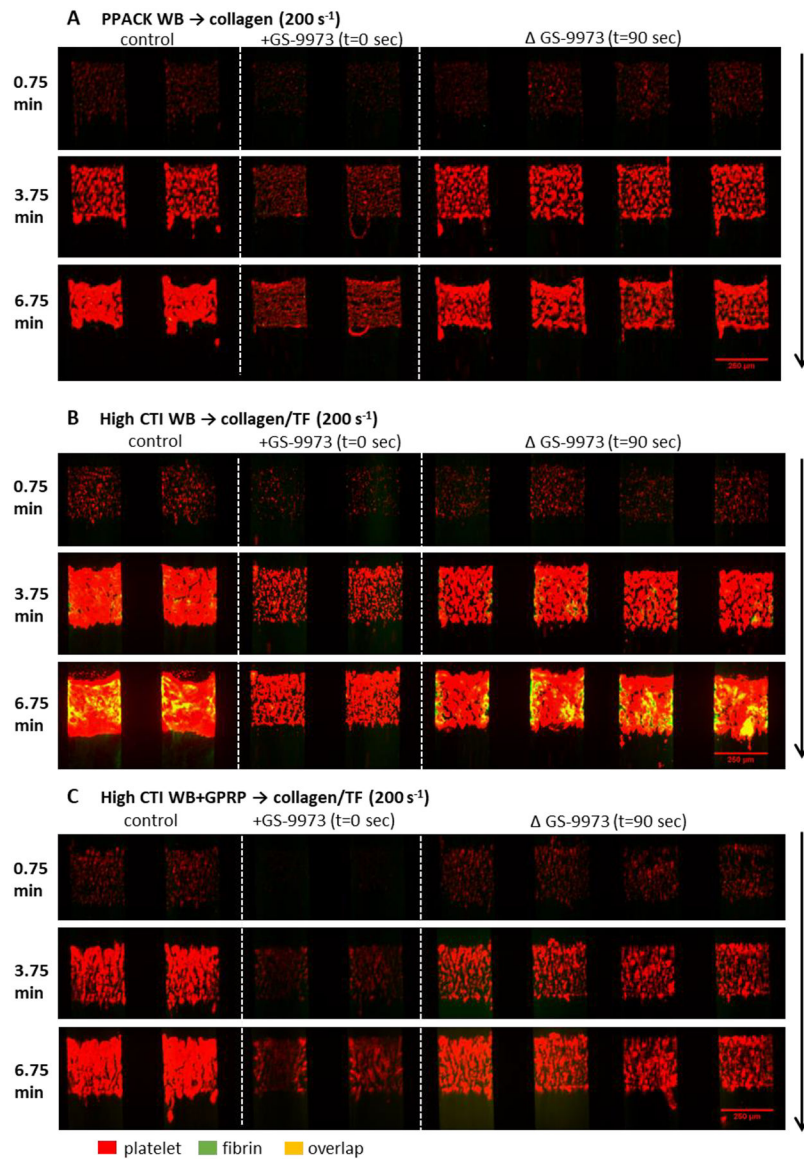 A PPACK WB → collagen (200 s⁻¹)
control +GS-9973 (t=0 sec) Δ GS-9973 (t=90 sec)
0.75
min
3.75
min
6.75
min
250 µm
B High CTI WB → collagen/TF (200 s⁻¹)
control +GS-9973 (t=0 sec) Δ GS-9973 (t=90 sec)
0.75
min
3.75
min
6.75
min
250 µm
C High CTI WB+GPRP → collagen/TF (200 s⁻¹)
control +GS-9973 (t=0 sec) Δ GS-9973 (t=90 sec)
0.75
min
3.75
min
6.75
min
250 µm
platelet fibrin overlap